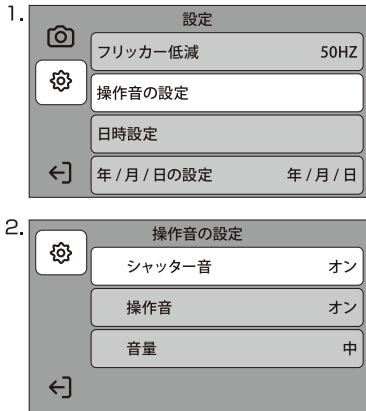 1.
設定
フリッカー低減 50HZ
操作音の設定
日時設定
年 / 月 / 日の設定 年 / 月 / 日
2.
操作音の設定
シャッター音 オン
操作音 オン
音量 中